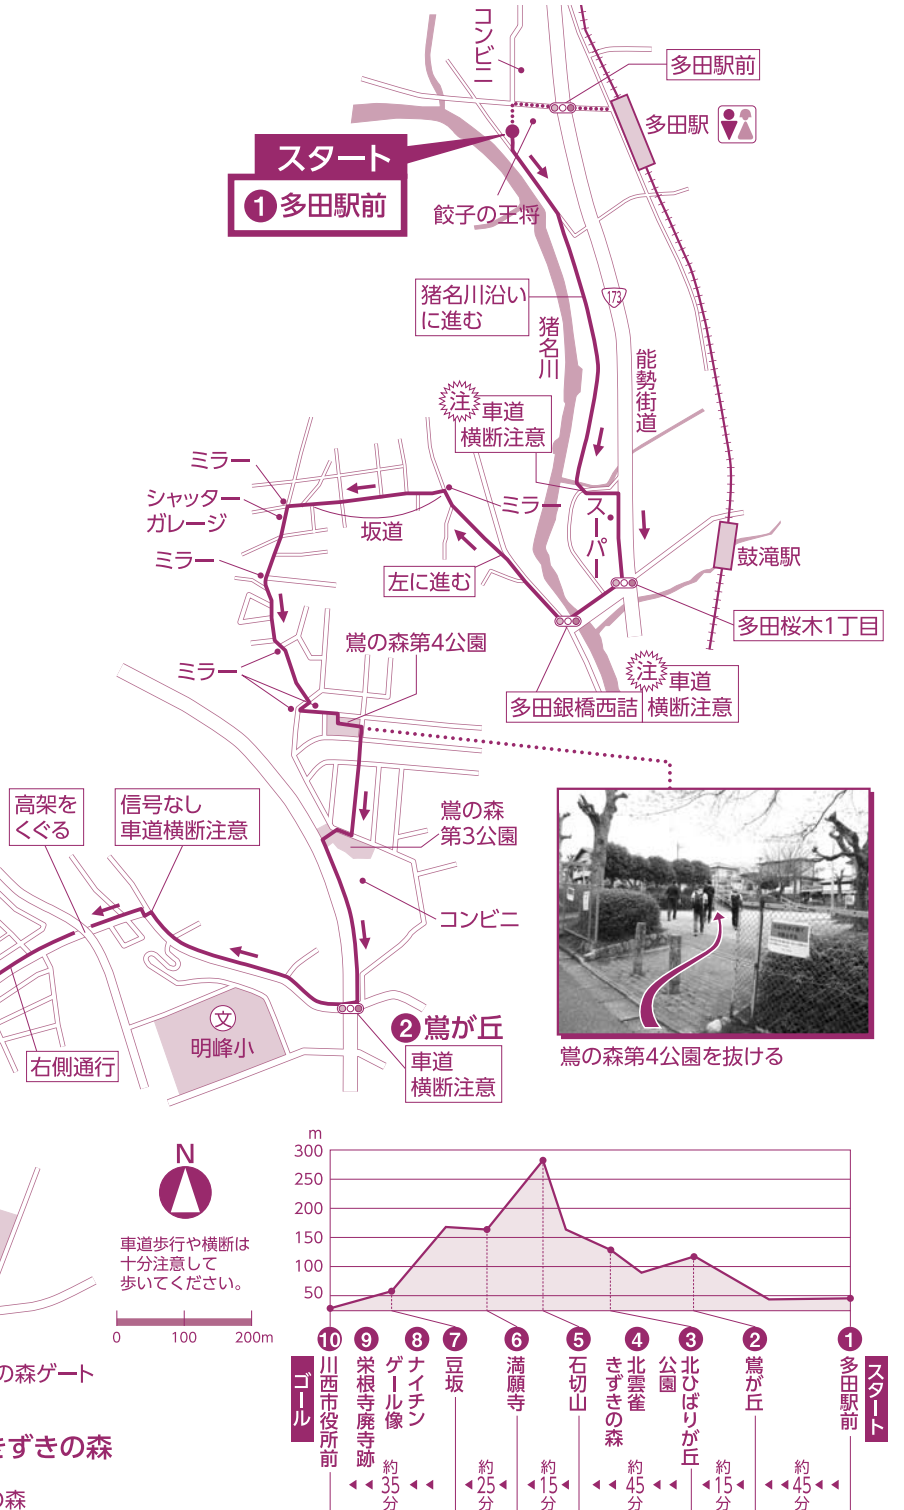 コンビニ
多田駅前
多田駅
スタート
1多田駅前
餃子の王将
猪名川沿い
に進む
173
猪名川
能勢街道
注
車道
横断注意
ミラー
シャッター
ガレージ
ミラー
坂道
ミラー
スーパー
左に進む
鼓滝駅
多田桜木1丁目
鴬の森第4公園
ミラー
注
車道
横断注意
多田銀橋西詰
高架を
くぐる
信号なし
車道横断注意
鴬の森
第3公園
コンビニ
文
明峰小
2鴬が丘
車道
横断注意
右側通行
鴬の森第4公園を抜ける
N
車道歩行や横断は
十分注意して
歩いてください。
0 100 200m
の森ゲート
きずきの森
の森
m
300
250
200
150
100
50
10 9 8 7 6 5 4 3 2 1
ゴール
川西市役所前
栄根寺廃寺跡
ナイチン
ゲール像
豆坂
満願寺
石切山
北雲雀
きずきの森
北ひばりが丘
公園
鴬が丘
多田駅前
スタート
約35分
約25分
約15分
約45分
約15分
約45分